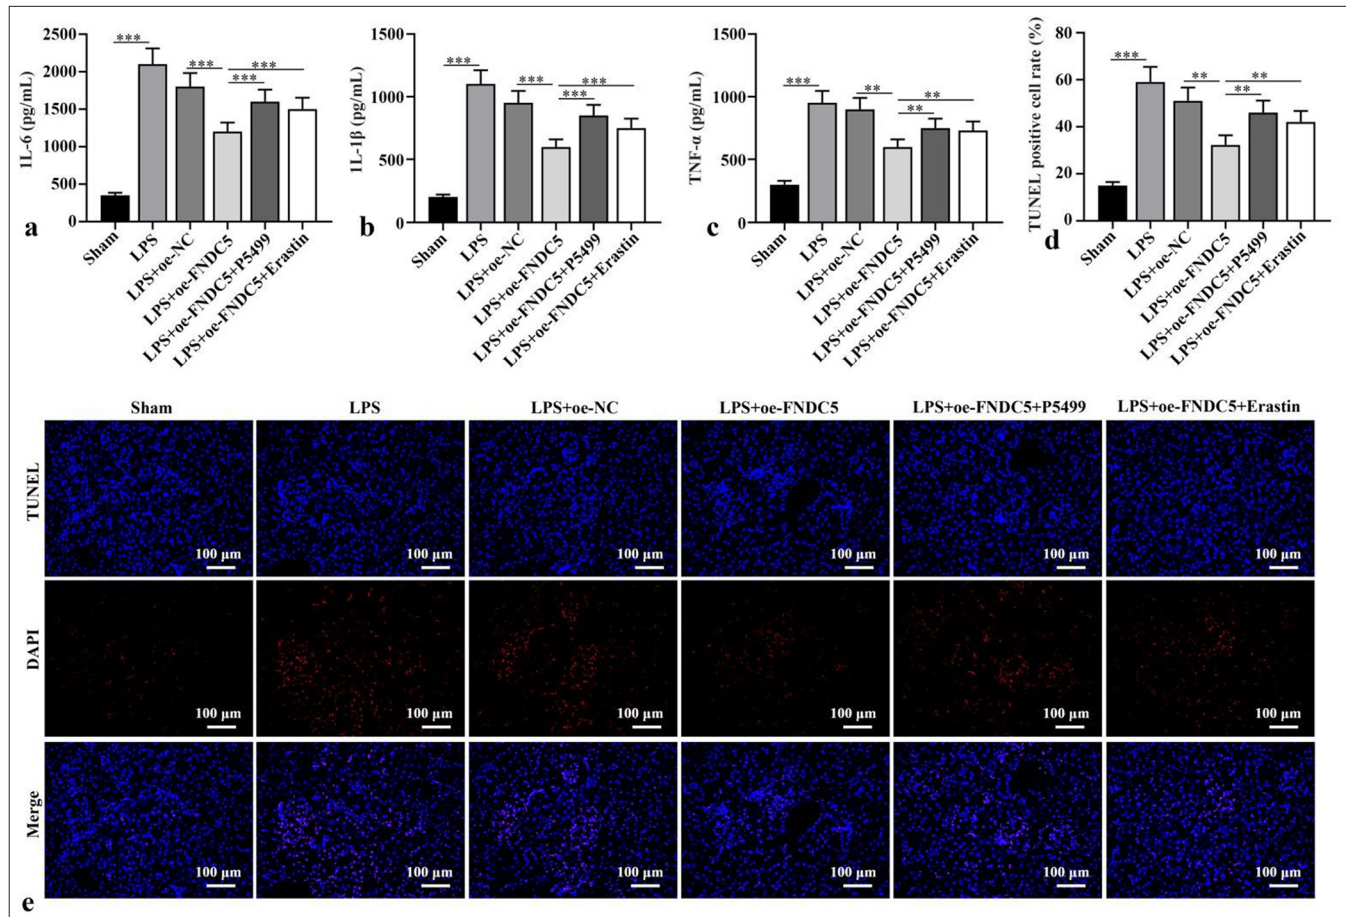 1L-6 (pg/mL)
2500
2000
1500
1000
500
0
***
***
***
***
Sham
LPS
LPS+oe-NC
LPS+oe-FNDC5
LPS+oe-FNDC5+P5499
LPS+oe-FNDC5+Erastin
a
1L-1β (pg/mL)
1500
1000
500
0
***
***
***
***
Sham
LPS
LPS+oe-NC
LPS+oe-FNDC5
LPS+oe-FNDC5+P5499
LPS+oe-FNDC5+Erastin
b
TNF-α (pg/mL)
1500
1000
500
0
***
**
**
**
Sham
LPS
LPS+oe-NC
LPS+oe-FNDC5
LPS+oe-FNDC5+P5499
LPS+oe-FNDC5+Erastin
c
TUNEL positive cell rate (%)
80
60
40
20
0
***
**
**
**
Sham
LPS
LPS+oe-NC
LPS+oe-FNDC5
LPS+oe-FNDC5+P5499
LPS+oe-FNDC5+Erastin
d
Sham LPS LPS+oe-NC LPS+oe-FNDC5 LPS+oe-FNDC5+P5499 LPS+oe-FNDC5+Erastin
TUNEL
100 µm 100 µm 100 µm 100 µm 100 µm 100 µm
DAPI
100 µm 100 µm 100 µm 100 µm 100 µm 100 µm
Merge
100 µm 100 µm 100 µm 100 µm 100 µm 100 µm
e